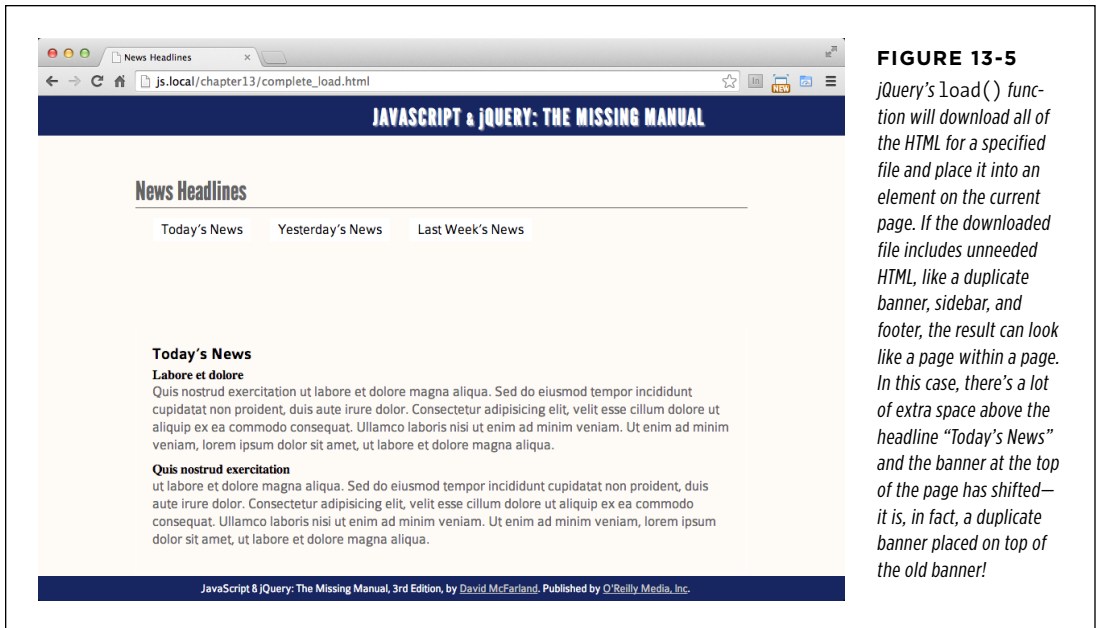 News Headlines
js.local/chapter13/complete_load.html
In
NEW
JAVASCRIPT & jQUERY: THE MISSING MANUAL
News Headlines
Today's News Yesterday's News Last Week's News
Today's News
Labore et dolore
Quis nostrud exercitation ut labore et dolore magna aliqua. Sed do eiusmod tempor incididunt
cupidatat non proident, duis aute irure dolor. Consectetur adipisicing elit, velit esse cillum dolore ut
aliquip ex ea commodo consequat. Ullamco laboris nisi ut enim ad minim veniam. Ut enim ad minim
veniam, lorem ipsum dolor sit amet, ut labore et dolore magna aliqua.
Quis nostrud exercitation
ut labore et dolore magna aliqua. Sed do eiusmod tempor incididunt cupidatat non proident, duis
aute irure dolor. Consectetur adipisicing elit, velit esse cillum dolore ut aliquip ex ea commodo
consequat. Ullamco laboris nisi ut enim ad minim veniam. Ut enim ad minim veniam, lorem ipsum
dolor sit amet, ut labore et dolore magna aliqua.
JavaScript & jQuery: The Missing Manual, 3rd Edition, by David McFarland. Published by O'Reilly Media, Inc.
FIGURE 13-5
jQuery's load() func-
tion will download all of
the HTML for a specified
file and place it into an
element on the current
page. If the downloaded
file includes unneeded
HTML, like a duplicate
banner, sidebar, and
footer, the result can look
like a page within a page.
In this case, there's a lot
of extra space above the
headline “Today's News”
and the banner at the top
of the page has shifted—
it is, in fact, a duplicate
banner placed on top of
the old banner!